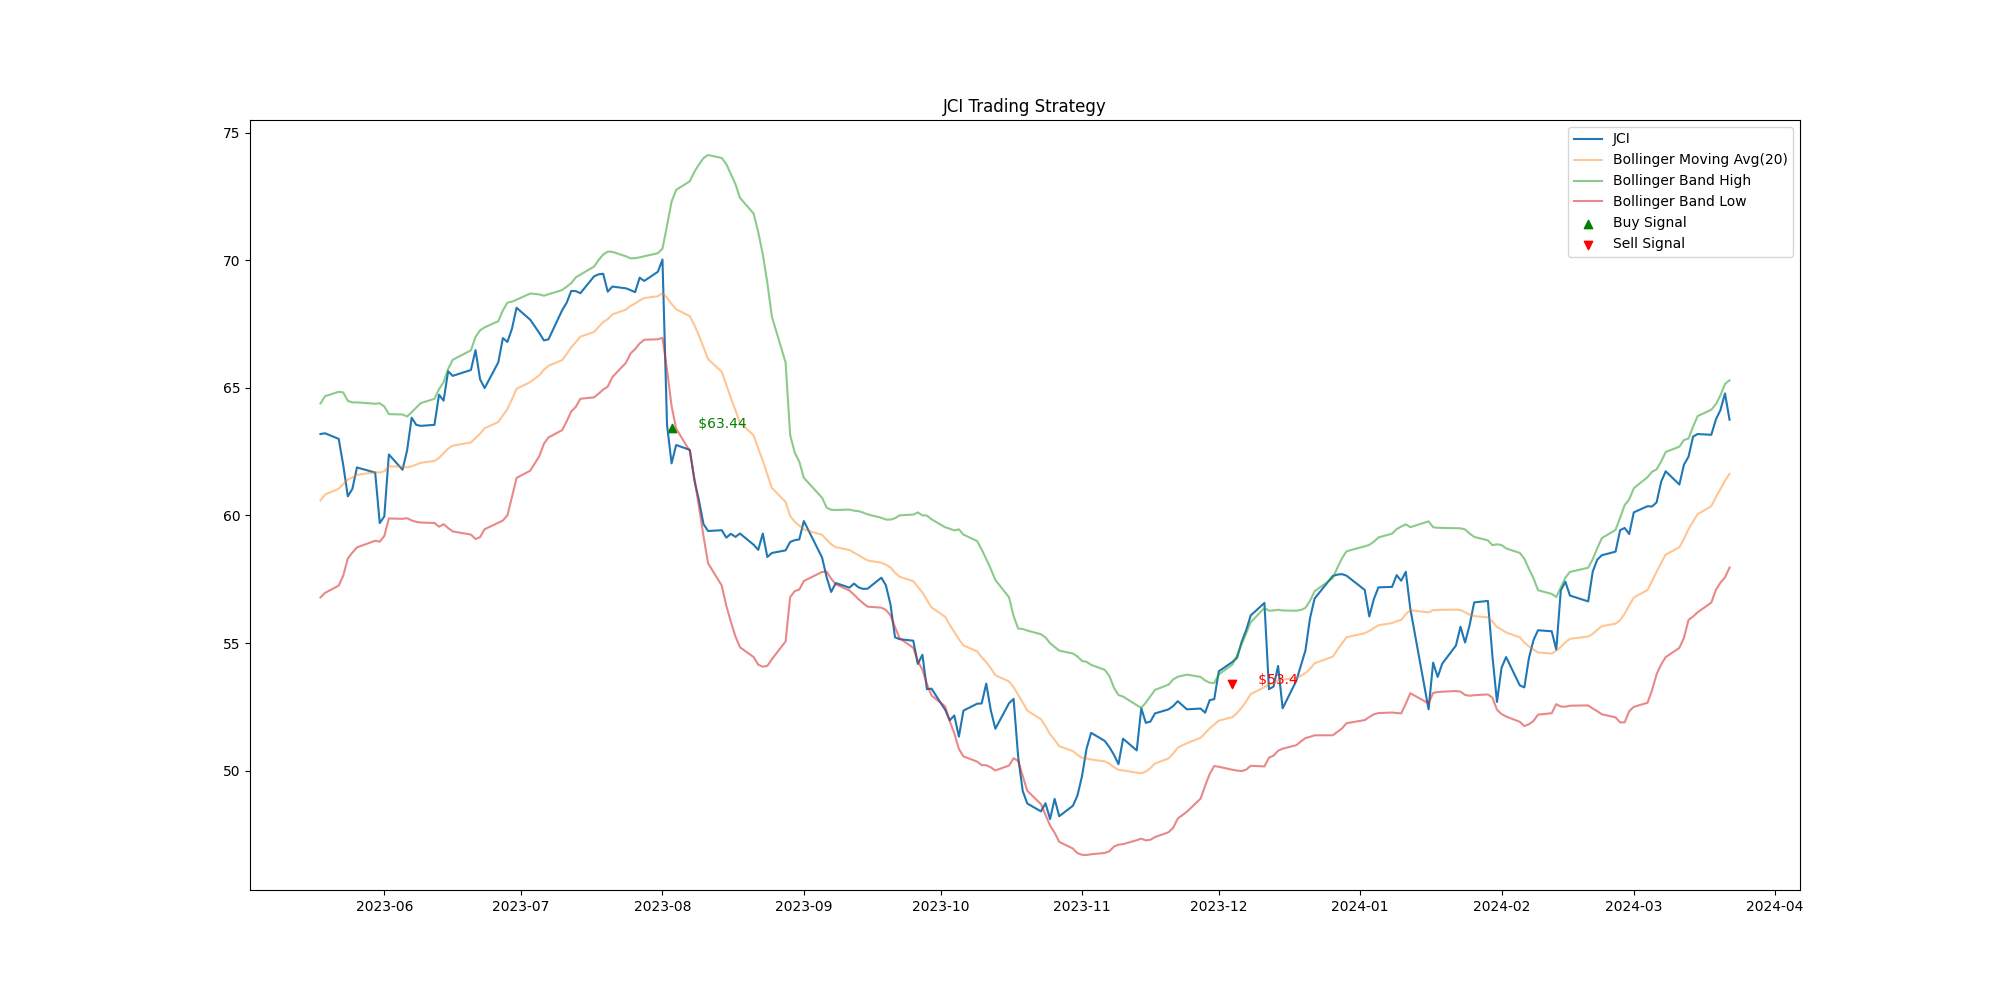 JCI Trading Strategy
75
70
65
60
55
50
JCI
Bollinger Moving Avg(20)
Bollinger Band High
Bollinger Band Low
Buy Signal
Sell Signal
$63.44
$53.4
2023-06 2023-07 2023-08 2023-09 2023-10 2023-11 2023-12 2024-01 2024-02 2024-03 2024-04